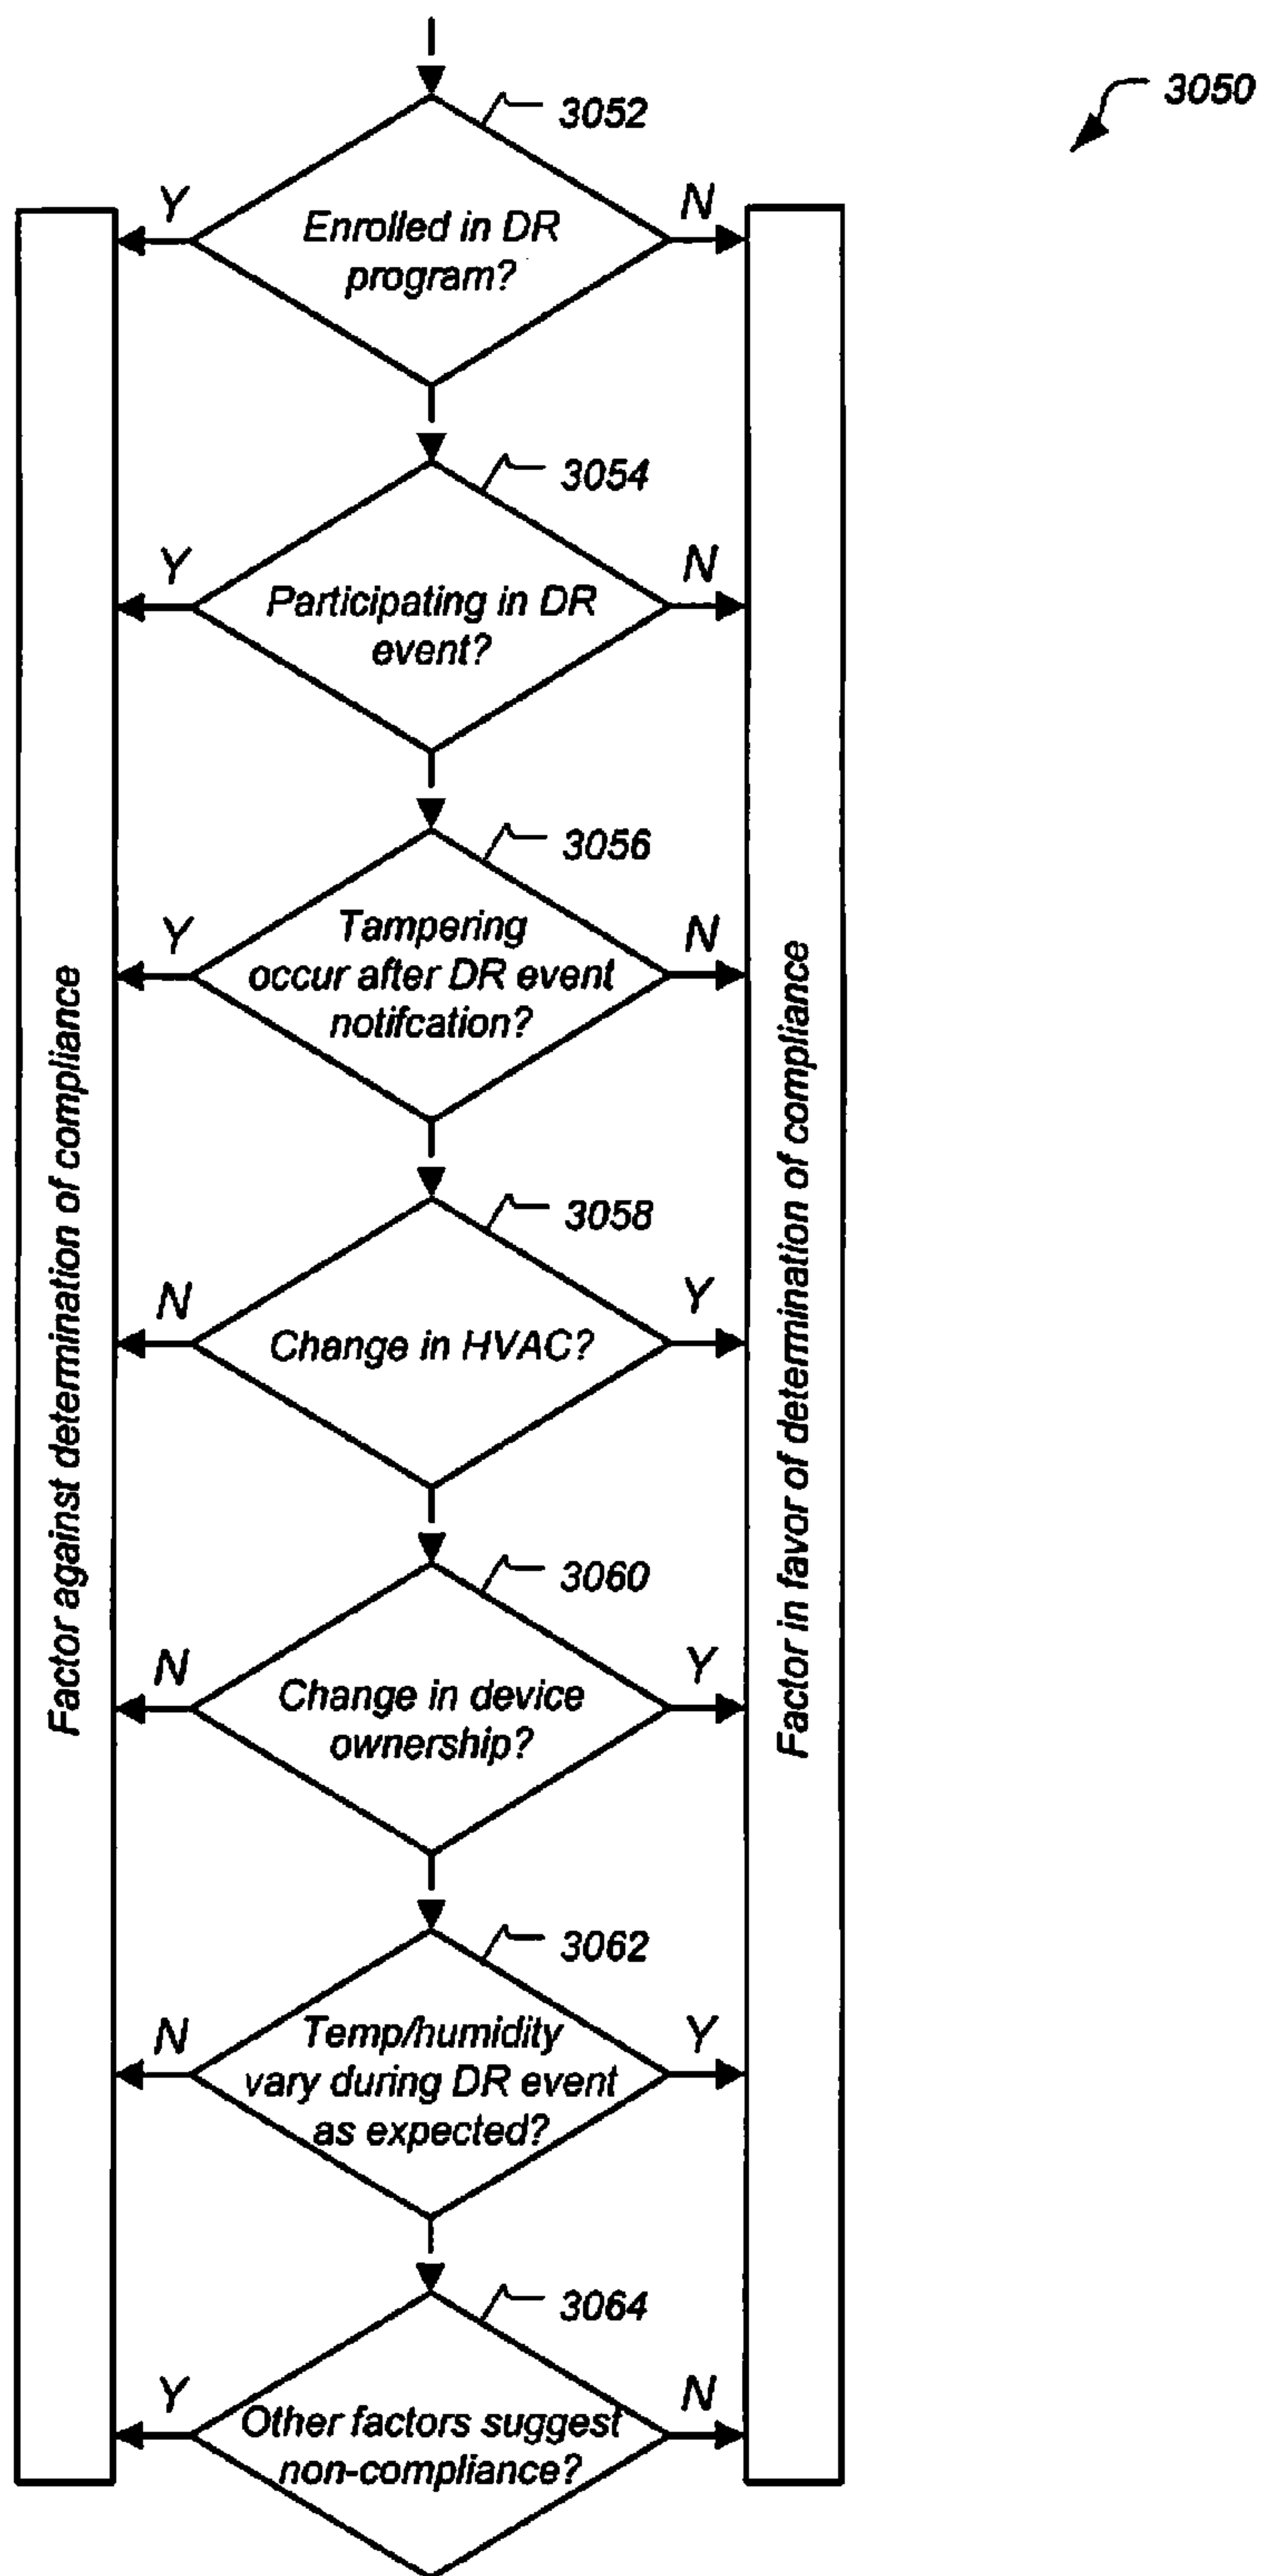 3050
3052
Y
N
Enrolled in DR
program?
3054
Y
N
Participating in DR
event?
3056
Y
N
Tampering
occur after DR event
notifcation?
3058
N
Y
Change in HVAC?
3060
N
Y
Change in device
ownership?
3062
N
Y
Temp/humidity
vary during DR event
as expected?
3064
Y
N
Other factors suggest
non-compliance?
Factor against determination of compliance
Factor in favor of determination of compliance